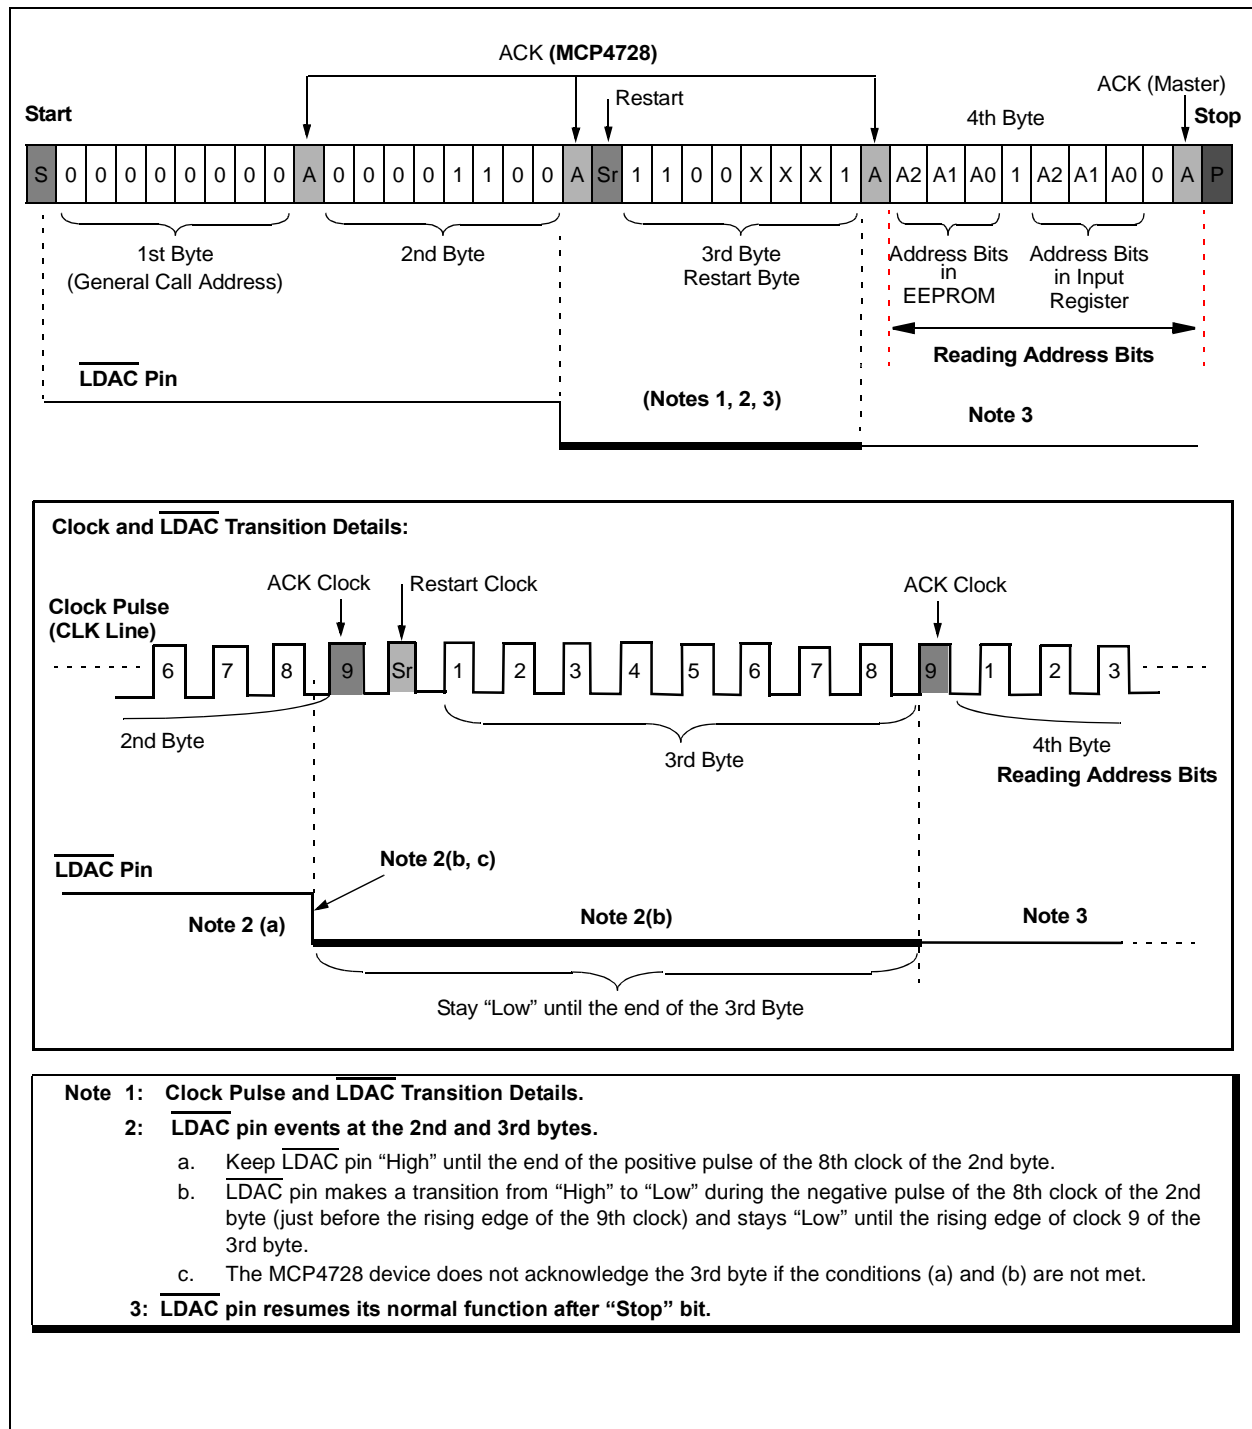 ACK (MCP4728)
Restart
ACK (Master)
Start
4th Byte
Stop
S 0 0 0 0 0 0 0 0 A 0 0 0 0 1 1 0 0 A Sr 1 1 0 0 X X X 1 A A2 A1 A0 1 A2 A1 A0 0 A P
1st Byte
(General Call Address)
2nd Byte
3rd Byte
Restart Byte
Address Bits
in
EEPROM
Address Bits
in Input
Register
Reading Address Bits
LDAC Pin
(Notes 1, 2, 3)
Note 3
Clock and LDAC Transition Details:
ACK Clock
Restart Clock
ACK Clock
Clock Pulse
(CLK Line)
6 7 8 9 Sr 1 2 3 4 5 6 7 8 9 1 2 3
2nd Byte
3rd Byte
4th Byte
Reading Address Bits
LDAC Pin
Note 2(b, c)
Note 2 (a)
Note 2(b)
Note 3
Stay “Low” until the end of the 3rd Byte
Note 1: Clock Pulse and LDAC Transition Details.
2: LDAC pin events at the 2nd and 3rd bytes.
a. Keep LDAC pin “High” until the end of the positive pulse of the 8th clock of the 2nd byte.
b. LDAC pin makes a transition from “High” to “Low” during the negative pulse of the 8th clock of the 2nd
byte (just before the rising edge of the 9th clock) and stays “Low” until the rising edge of clock 9 of the
3rd byte.
c. The MCP4728 device does not acknowledge the 3rd byte if the conditions (a) and (b) are not met.
3: LDAC pin resumes its normal function after “Stop” bit.